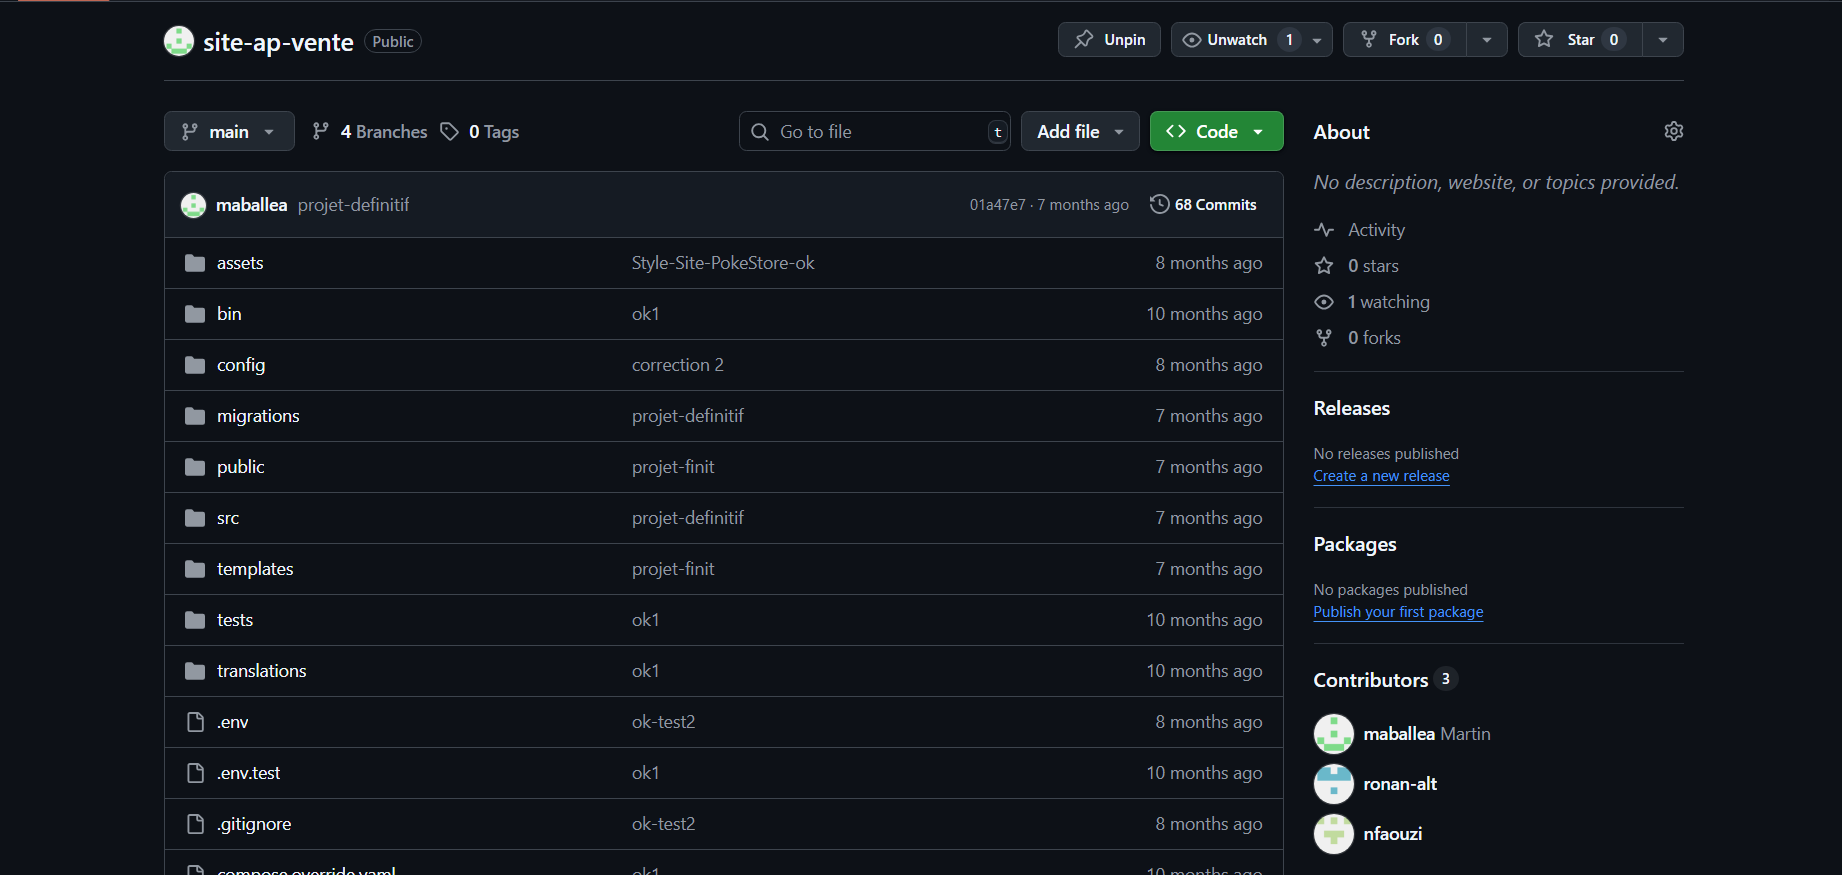 site-ap-vente Public
Unpin
Unwatch 1
Fork 0
Star 0
main
4 Branches
0 Tags
Go to file t
Add file
Code
maballea projet-definitif 01a47e7 · 7 months ago 68 Commits
assets Style-Site-PokeStore-ok 8 months ago
bin ok1 10 months ago
config correction 2 8 months ago
migrations projet-definitif 7 months ago
public projet-finit 7 months ago
src projet-definitif 7 months ago
templates projet-finit 7 months ago
tests ok1 10 months ago
translations ok1 10 months ago
.env ok-test2 8 months ago
.env.test ok1 10 months ago
.gitignore ok-test2 8 months ago
compose.override.yaml ok1 10 months ago
About
No description, website, or topics provided.
Activity
0 stars
1 watching
0 forks
Releases
No releases published
Create a new release
Packages
No packages published
Publish your first package
Contributors 3
maballea Martin
ronan-alt
nfaouzi